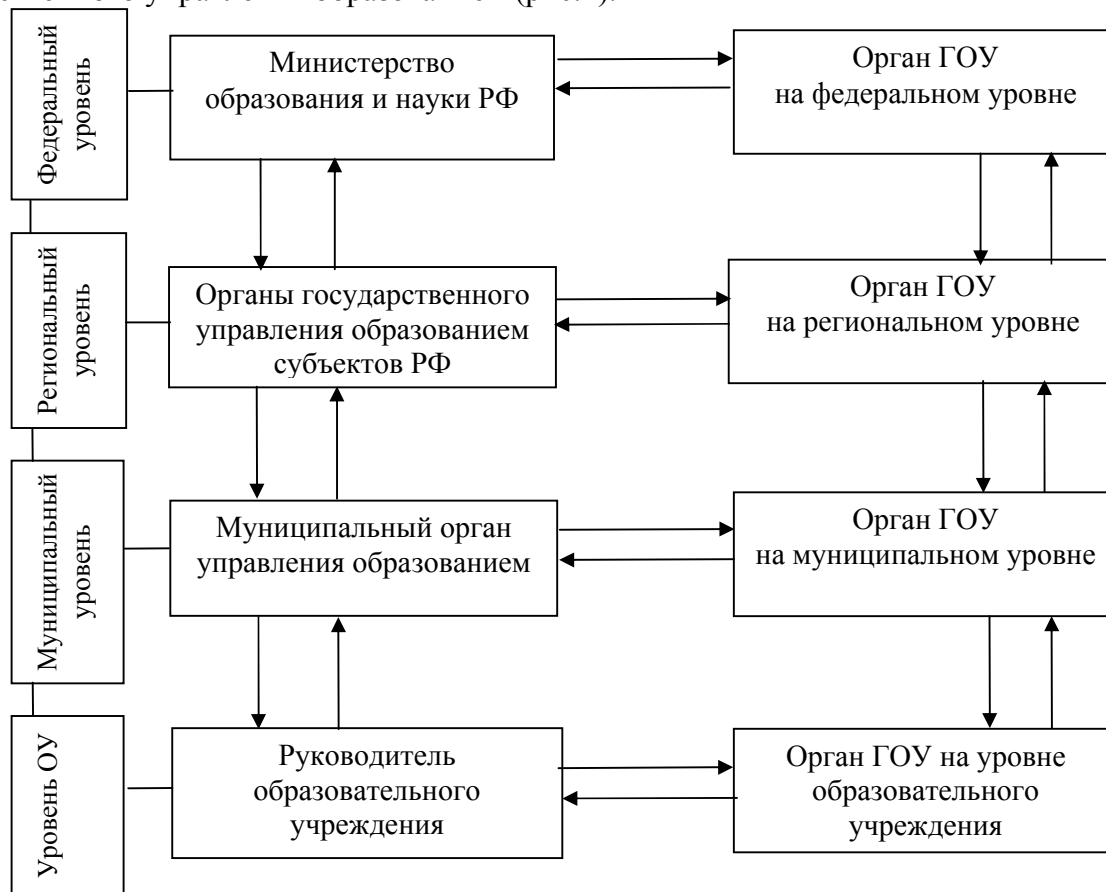 (рис.
Федеральный
уровень
Министерство
образования и науки РФ
Орган ГОУ
на федеральном уровне
Региональный
уровень
Органы государственного
управления образованием
субъектов РФ
Орган ГОУ
на региональном уровне
Муниципальный
уровень
Муниципальный орган
управления образованием
Орган ГОУ
на муниципальном уровне
Уровень ОУ
Руководитель
образовательного
учреждения
Орган ГОУ на уровне
образовательного
учреждения